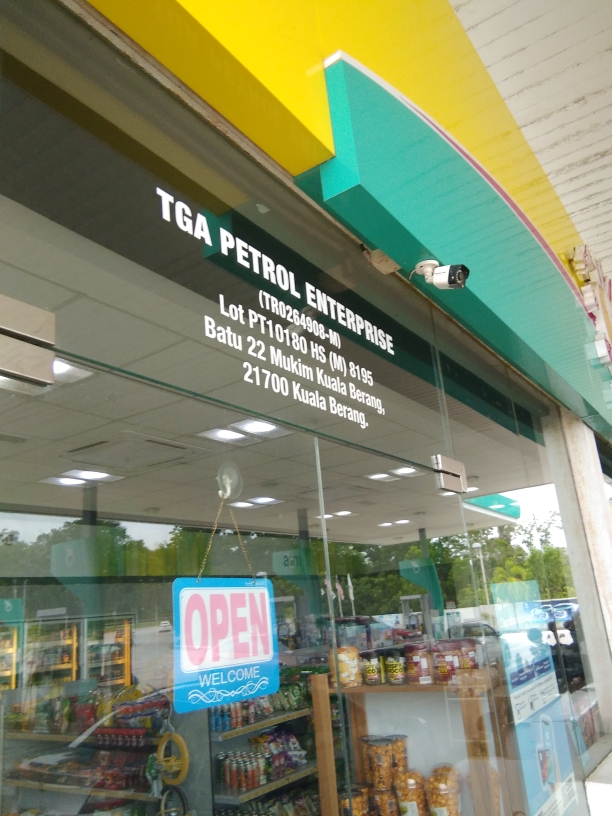 TGA PETROL ENTERPRISE
(TR0264908-M)
Lot PT10180 HS (M) 8195
Batu 22 Mukim Kuala Berang,
21700 Kuala Berang.
OPEN
WELCOME